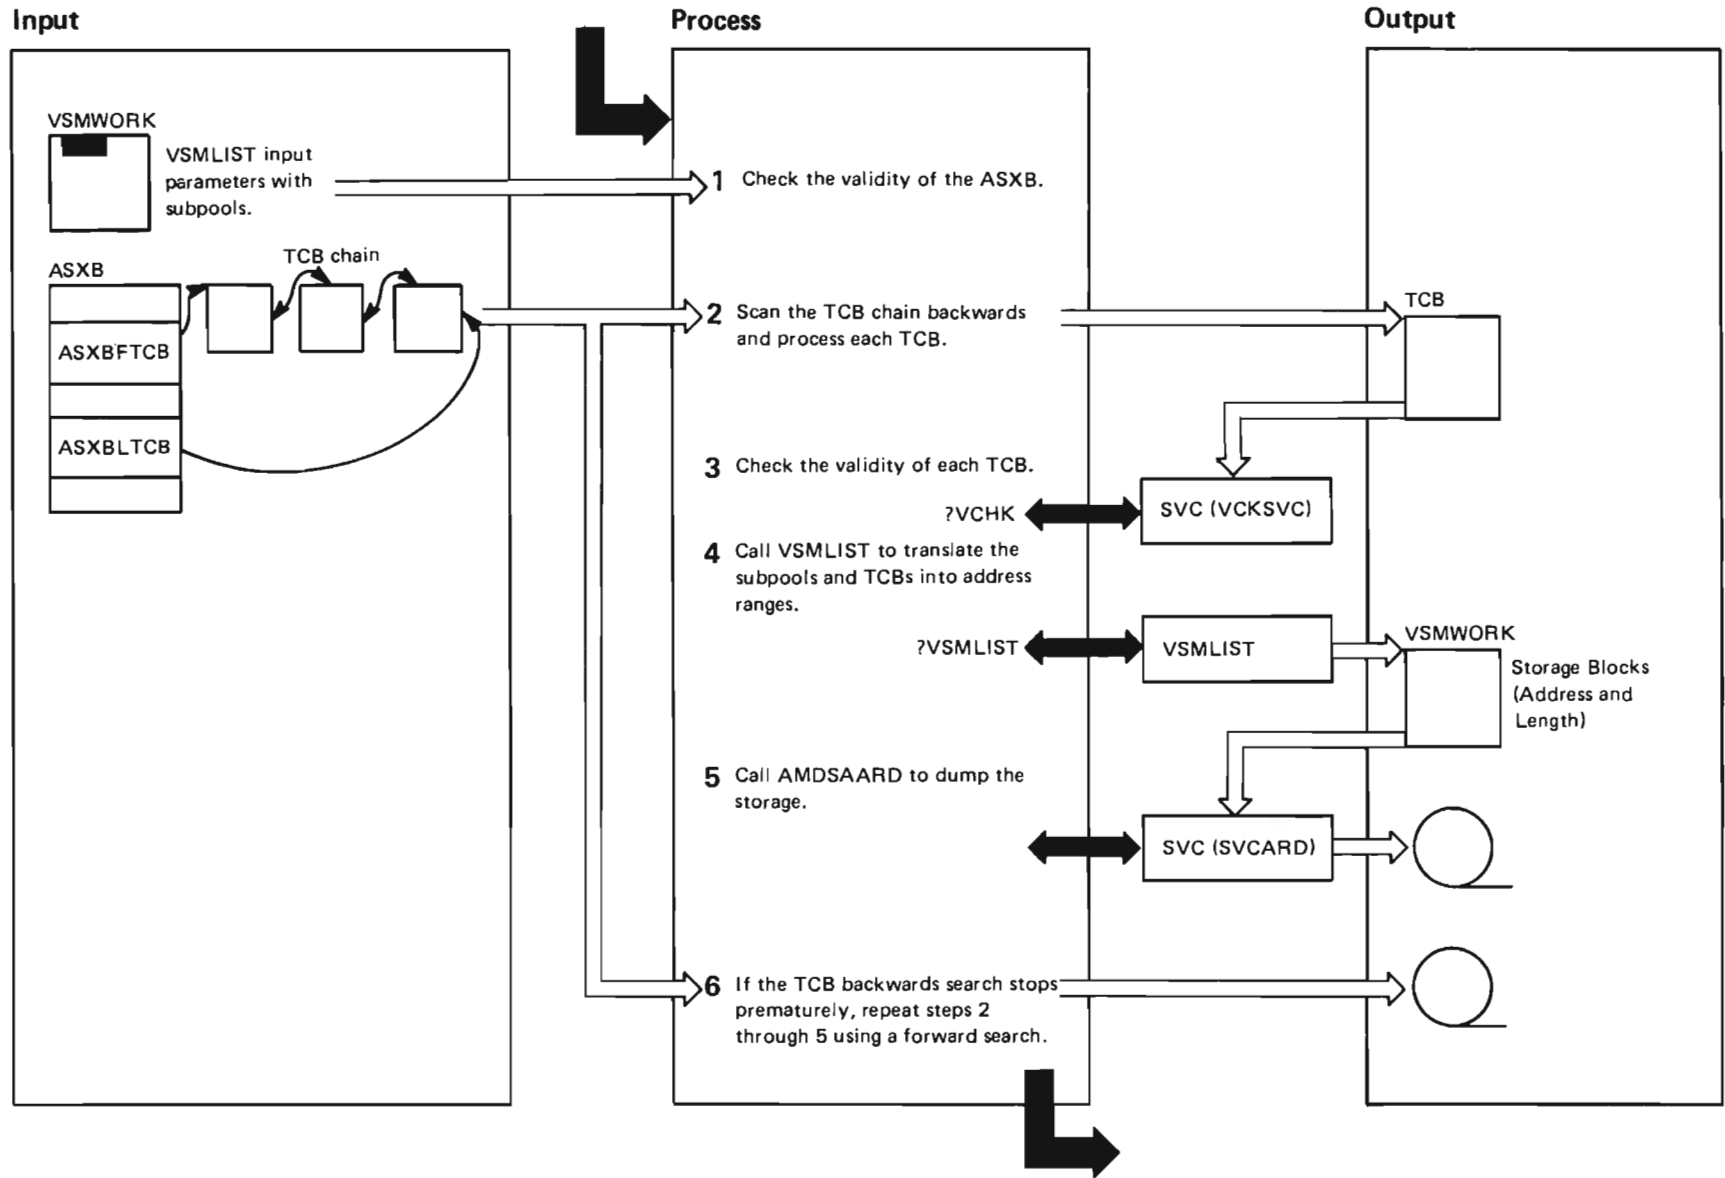 Input
Process
Output
VSMWORK
VSMLIST input
parameters with
subpools.
1 Check the validity of the ASXB.
ASXB
TCB chain
ASXBFTCB
ASXBLTCB
2 Scan the TCB chain backwards
and process each TCB.
TCB
3 Check the validity of each TCB.
?VCHK
SVC (VCKSVC)
4 Call VSMLIST to translate the
subpools and TCBs into address
ranges.
?VSMLIST
VSMLIST
VSMWORK
Storage Blocks
(Address and
Length)
5 Call AMDSAARD to dump the
storage.
SVC (SVCARD)
6 If the TCB backwards search stops
prematurely, repeat steps 2
through 5 using a forward search.